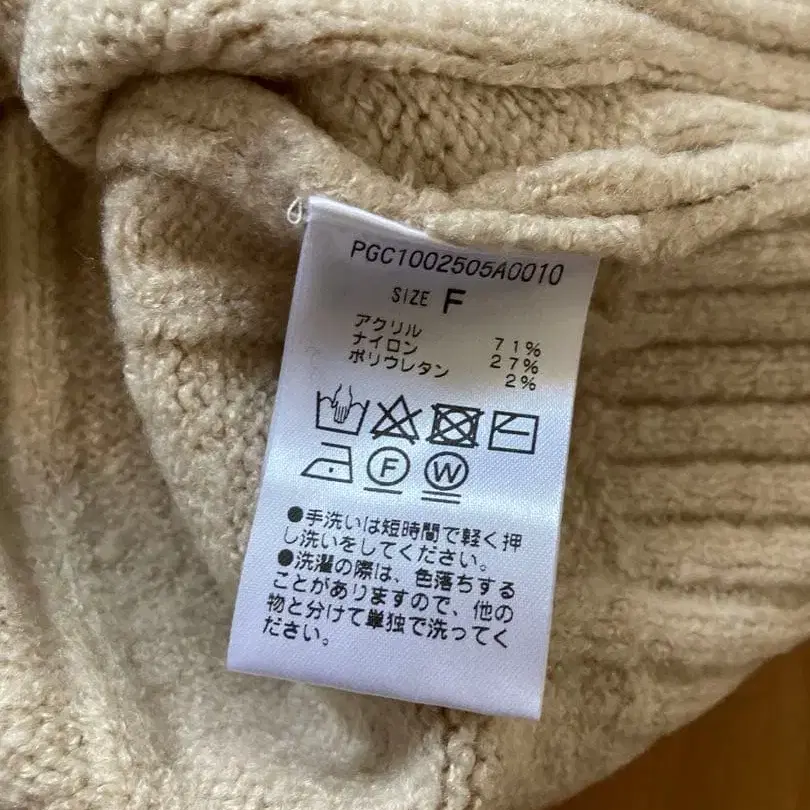 PGC1002505A0010
SIZE F
アクリル 71%
ナイロン 27%
ポリウレタン 2%
F W
●手洗いは短時間で軽く押
し洗いをしてください。
●洗濯の際は、色落ちする
ことがありますので、他の
物と分けて単独で洗ってく
ださい。